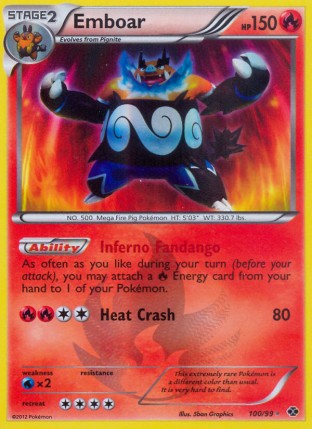 STAGE2
Emboar
HP150
Evolves from Pignite
NO. 500 Mega Fire Pig Pokémon HT: 5'03" WT: 330.7 lbs.
Ability Inferno Fandango
As often as you like during your turn (before your
attack), you may attach a Energy card from your
hand to 1 of your Pokémon.
Heat Crash 80
weakness resistance
×2
This extremely rare Pokémon is
a different color than usual.
It is very hard to find.
retreat
©2012 Pokémon
Illus. 5ban Graphics
100/99